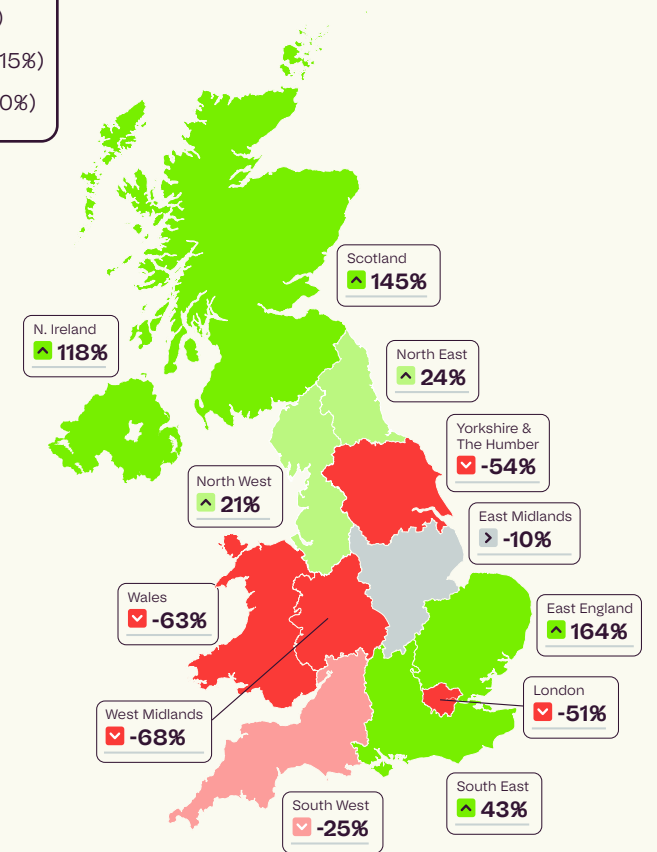 )
15%)
0%)
Scotland
145%
N. Ireland
118%
North East
24%
Yorkshire &
The Humber
-54%
North West
21%
East Midlands
-10%
Wales
-63%
East England
164%
London
-51%
West Midlands
-68%
South East
43%
South West
-25%